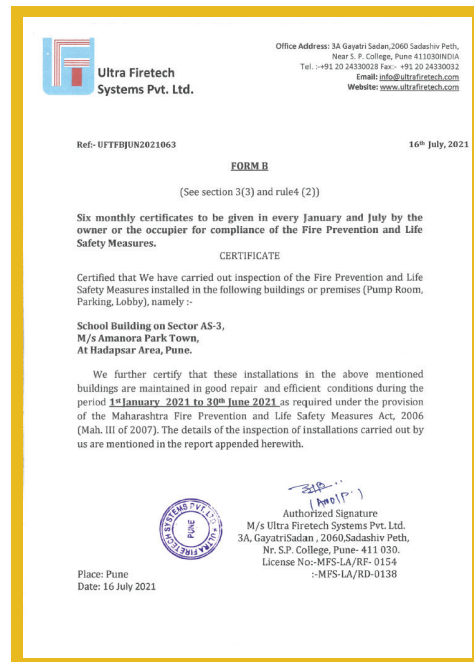 Ultra Firetech
Systems Pvt. Ltd.
Office Address: 3A Gayatri Sadan,2060 Sadashiv Peth,
Near S. P. College, Pune 411030INDIA
Tel. :-+91 20 24330028 Fax:- +91 20 24330032
Email: info@ultrafiretech.com
Website: www.ultrafiretech.com
Ref:- UFTFBJUN2021063
16th July, 2021
FORM B
(See section 3(3) and rule4 (2))
Six monthly certificates to be given in every January and July by the
owner or the occupier for compliance of the Fire Prevention and Life
Safety Measures.
CERTIFICATE
Certified that We have carried out inspection of the Fire Prevention and Life
Safety Measures installed in the following buildings or premises (Pump Room,
Parking, Lobby), namely :-
School Building on Sector AS-3,
M/s Amanora Park Town,
At Hadapsar Area, Pune.
We further certify that these installations in the above mentioned
buildings are maintained in good repair and efficient conditions during the
period 1st January 2021 to 30th June 2021 as required under the provision
of the Maharashtra Fire Prevention and Life Safety Measures Act, 2006
(Mah. III of 2007). The details of the inspection of installations carried out by
us are mentioned in the report appended herewith.
ULTRA FIRETECH SYSTEMS PVT. LTD.
PUNE
Authorized Signature
M/s Ultra Firetech Systems Pvt. Ltd.
3A, GayatriSadan , 2060,Sadashiv Peth,
Nr. S.P. College, Pune- 411 030.
License No:-MFS-LA/RF- 0154
:-MFS-LA/RD-0138
Place: Pune
Date: 16 July 2021